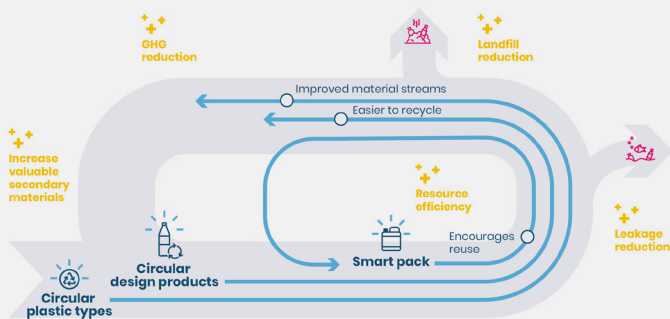 GHG
reduction
Landfill
reduction
Improved material streams
Easier to recycle
Increase
valuable
secondary
materials
Resource
efficiency
Leakage
reduction
Encourages
reuse
Smart pack
Circular
design products
Circular
plastic types